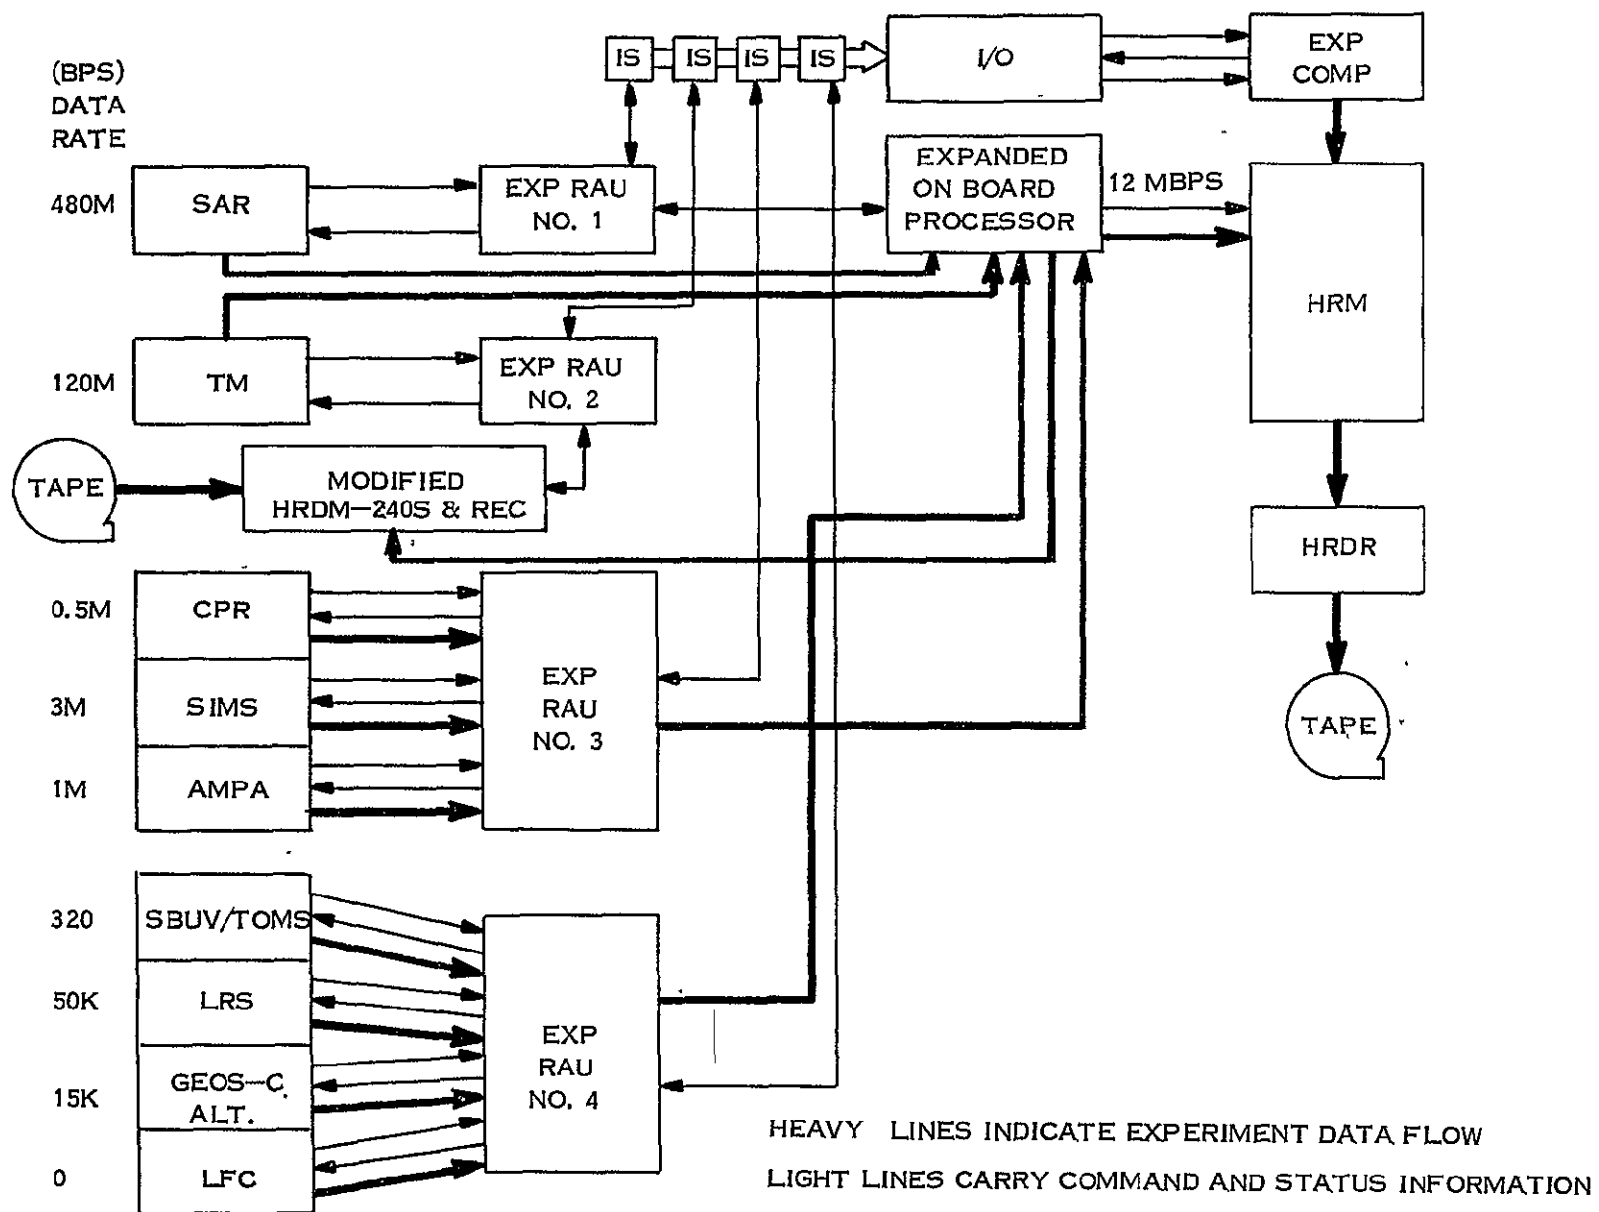 (BPS)
DATA
RATE
IS
IS
IS
IS
I/O
EXP
COMP
480M
SAR
EXP RAU
NO. 1
EXPANDED
ON BOARD
PROCESSOR
12 MBPS
HRM
120M
TM
EXP RAU
NO. 2
TAPE
MODIFIED
HRDM-240S & REC
HRDR
TAPE
0.5M
CPR
3M
SIMS
1M
AMPA
EXP
RAU
NO. 3
320
SBUV/TOMS
50K
LRS
15K
GEOS-C
ALT.
0
LFC
EXP
RAU
NO. 4
HEAVY LINES INDICATE EXPERIMENT DATA FLOW
LIGHT LINES CARRY COMMAND AND STATUS INFORMATION